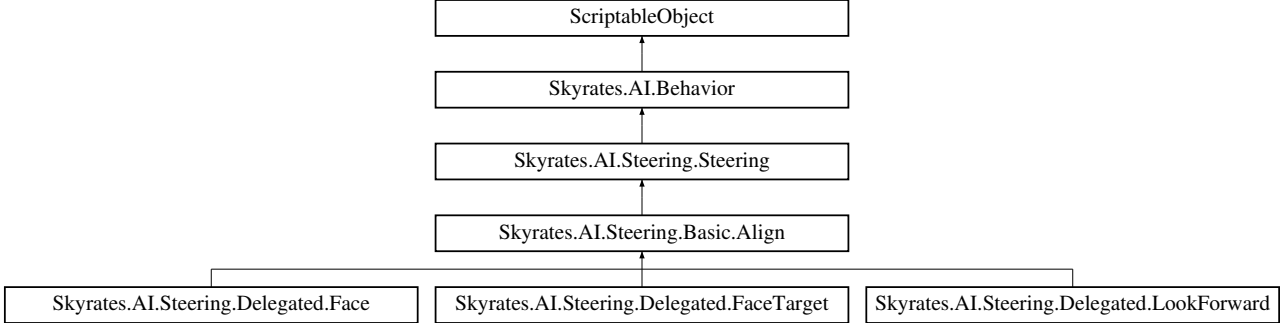 ScriptableObject
Skyrates.AI.Behavior
Skyrates.AI.Steering.Steering
Skyrates.AI.Steering.Basic.Align
Skyrates.AI.Steering.Delegated.Face
Skyrates.AI.Steering.Delegated.FaceTarget
Skyrates.AI.Steering.Delegated.LookForward